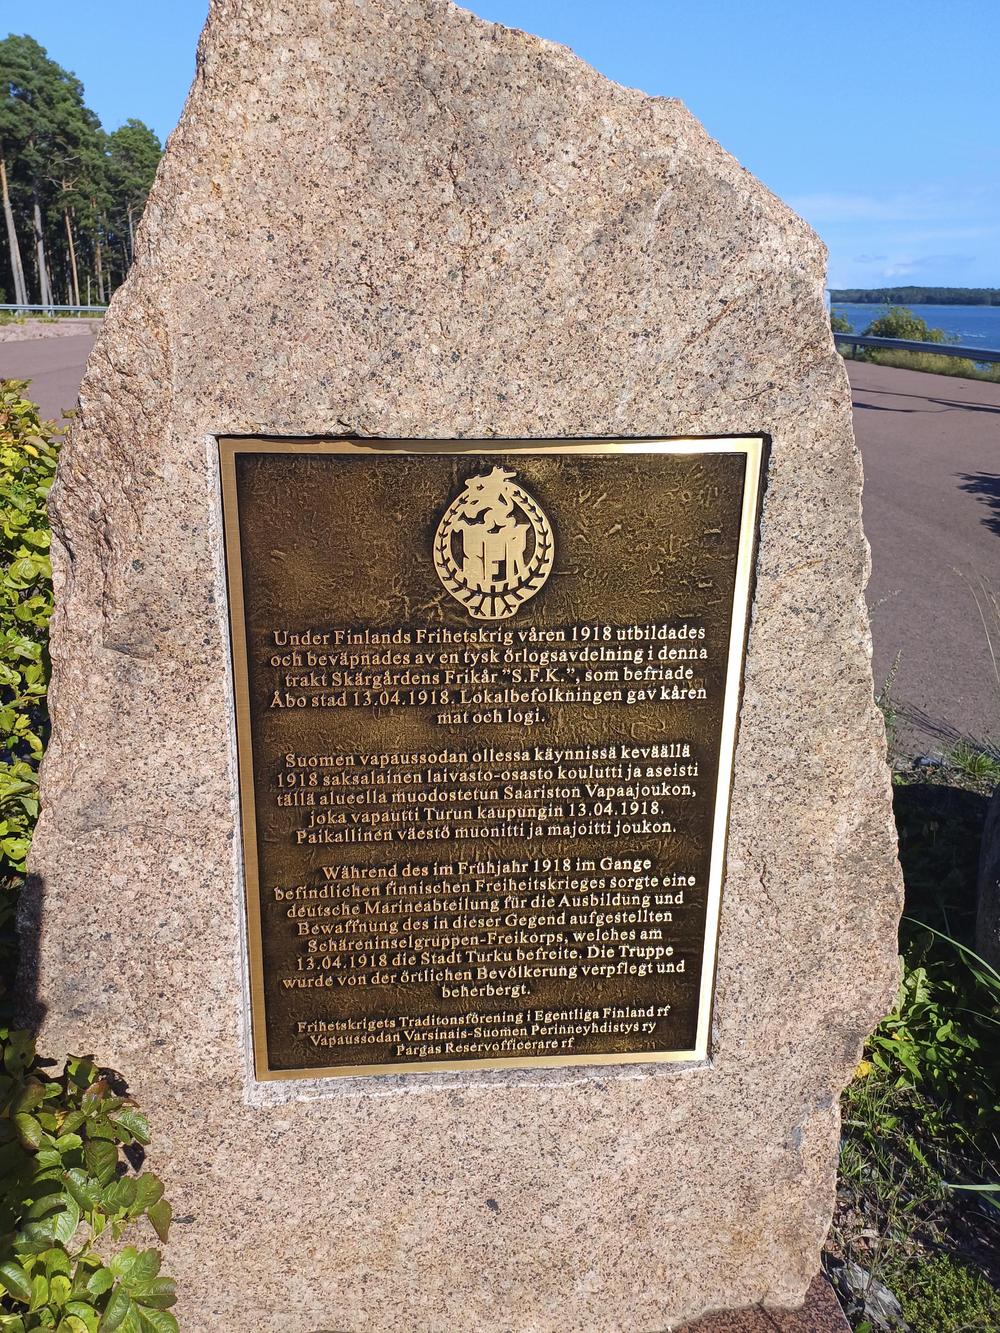 SFK
Under Finlands Frihetskrig våren 1918 utbildades
och beväpnades av en tysk örlogsavdelning i denna
trakt Skärgårdens Frikår "S.F.K.", som befriade
Åbo stad 13.04.1918. Lokalbefolkningen gav kåren
mat och logi.
Suomen vapaussodan ollessa käynnissä keväällä
1918 saksalainen laivasto-osasto koulutti ja aseisti
tällä alueella muodostetun Saariston Vapaajoukon,
joka vapautti Turun kaupungin 13.04.1918.
Paikallinen väestö muonitti ja majoitti joukon.
Während des im Frühjahr 1918 im Gange
befindlichen finnischen Freiheitskrieges sorgte eine
deutsche Marineabteilung für die Ausbildung und
Bewaffnung des in dieser Gegend aufgestellten
Schäreninselgruppen-Freikorps, welches am
13.04.1918 die Stadt Turku befreite. Die Truppe
wurde von der örtlichen Bevölkerung verpflegt und
beherbergt.
Frihetskrigets Traditonsförening i Egentliga Finland rf
Vapaussodan Varsinais-Suomen Perinneyhdistys ry
Pargas Reservofficerare rf